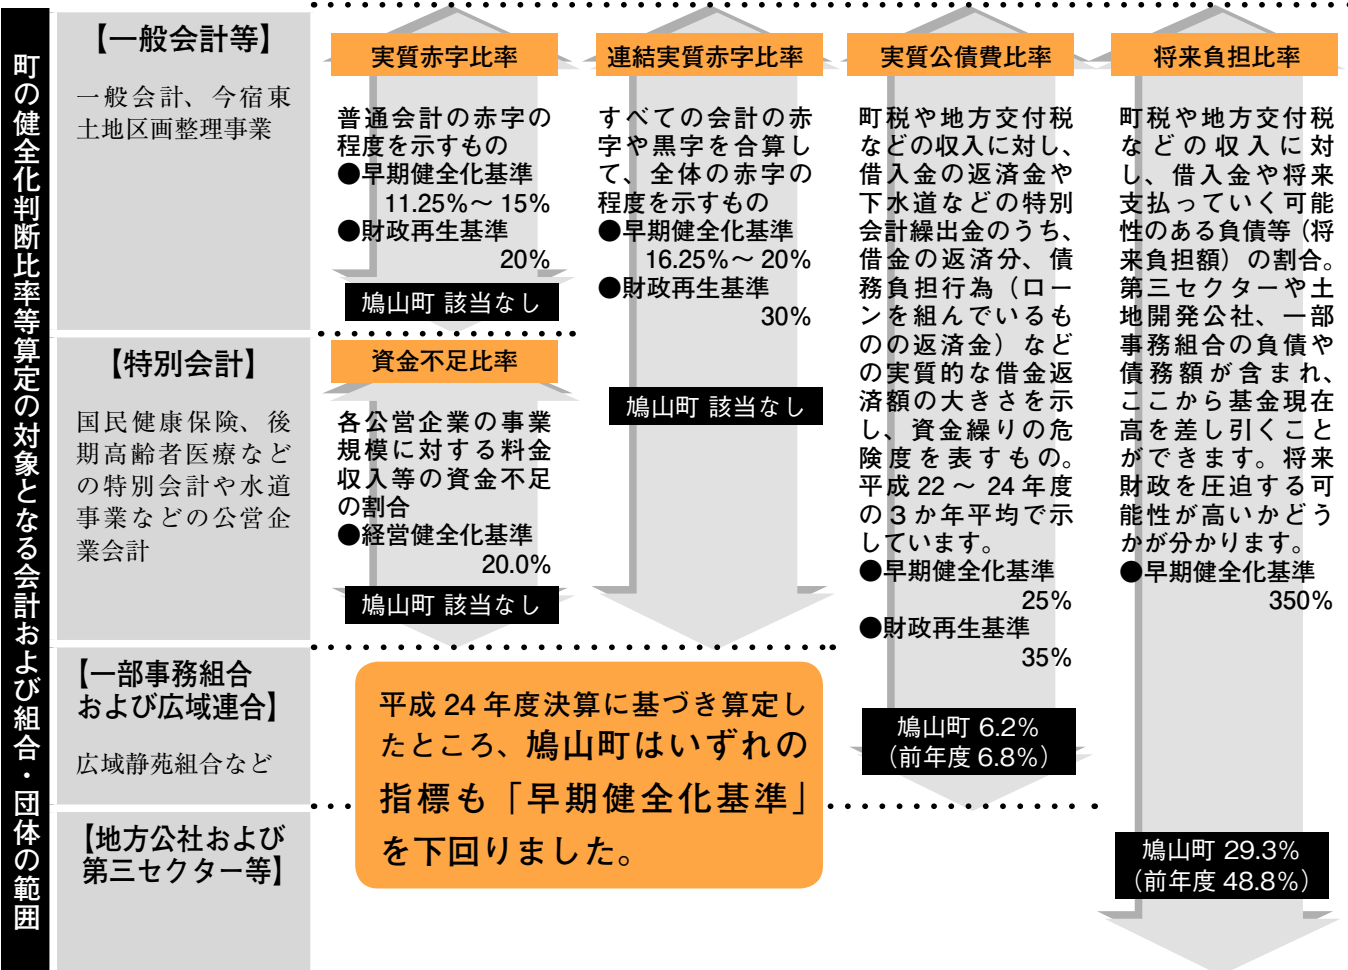 町の健全化判断比率等算定の対象となる会計および組合・団体の範囲
【一般会計等】
一般会計、今宿東
土地区画整理事業
【特別会計】
国民健康保険、後
期高齢者医療など
の特別会計や水道
事業などの公営企
業会計
【一部事務組合
および広域連合】
広域静苑組合など
【地方公社および
第三セクター等】
実質赤字比率
普通会計の赤字の
程度を示すもの
●早期健全化基準
11.25%～15%
●財政再生基準
20%
鳩山町 該当なし
資金不足比率
各公営企業の事業
規模に対する料金
収入等の資金不足
の割合
●経営健全化基準
20.0%
鳩山町 該当なし
連結実質赤字比率
すべての会計の赤
字や黒字を合算し
て、全体の赤字の
程度を示すもの
●早期健全化基準
16.25%～20%
●財政再生基準
30%
鳩山町 該当なし
実質公債費比率
町税や地方交付税
などの収入に対し、
借入金の返済金や
下水道などの特別
会計繰出金のうち、
借金の返済分、債
務負担行為（ロー
ンを組んでいるも
のの返済金）など
の実質的な借金返
済額の大きさを示
し、資金繰りの危
険度を表すもの。
平成22～24年度
の3か年平均で示
しています。
●早期健全化基準
25%
●財政再生基準
35%
鳩山町 6.2%
（前年度 6.8%）
将来負担比率
町税や地方交付税
などの収入に対
し、借入金や将来
支払っていく可能
性のある負債等（将
来負担額）の割合。
第三セクターや土
地開発公社、一部
事務組合の負債や
債務額が含まれ、
ここから基金現在
高を差し引くこと
ができます。将来
財政を圧迫する可
能性が高いかどう
かが分かります。
●早期健全化基準
350%
鳩山町 29.3%
（前年度 48.8%）
平成24年度決算に基づき算定し
たところ、鳩山町はいずれの
指標も「早期健全化基準」
を下回りました。